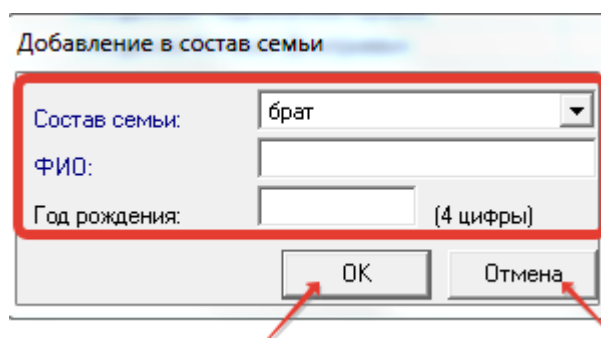 Добавление в состав семьи
Состав семьи: брат
ФИО:
Год рождения: (4 цифры)
OK Отмена